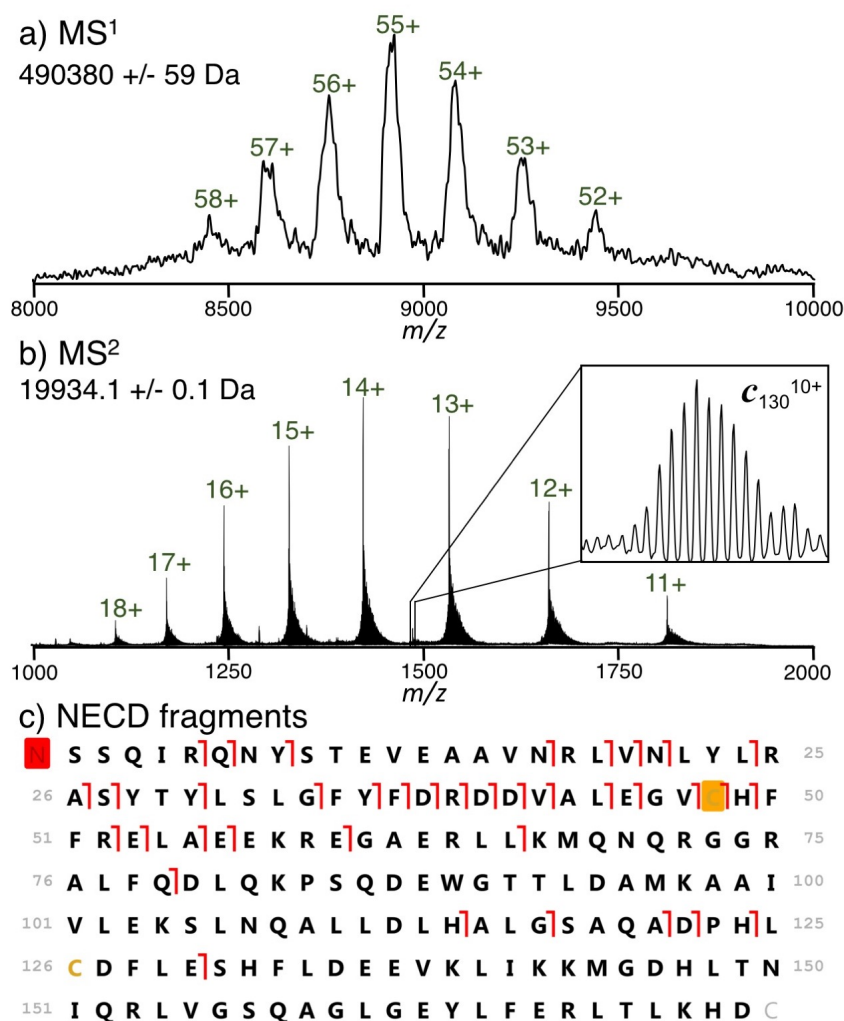 a) MS¹
490380 +/- 59 Da
55+
54+
56+
57+
53+
58+
52+
8000 8500 9000 9500 10000
m/z
b) MS²
19934.1 +/- 0.1 Da
14+
13+
15+
16+
12+
17+
11+
18+
c₁₃₀¹⁰⁺
1000 1250 1500 1750 2000
m/z
c) NECD fragments
N S S Q I R Q N Y S T E V E A A V N R L V N L Y L R 25
26 A S Y T Y L S L G F Y F D R D D V A L E G V C H F 50
51 F R E L A E E K R E G A E R L L K M Q N Q R G G R 75
76 A L F Q D L Q K P S Q D E W G T T L D A M K A A I 100
101 V L E K S L N Q A L L D L H A L G S A Q A D P H L 125
126 C D F L E S H F L D E E V K L I K K M G D H L T N 150
151 I Q R L V G S Q A G L G E Y L F E R L T L K H D C